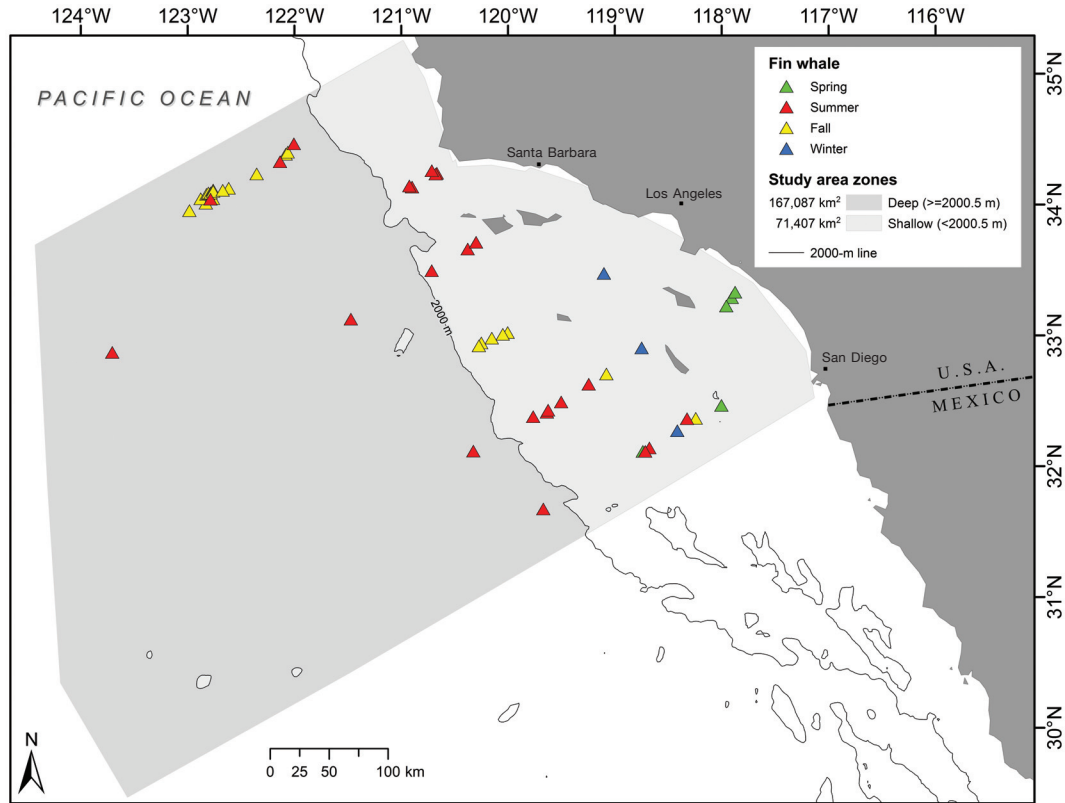 124°W 123°W 122°W 121°W 120°W 119°W 118°W 117°W 116°W
PACIFIC OCEAN
Fin whale
Spring
Summer
Fall
Winter
Study area zones
167,087 km² Deep (>=2000.5 m)
71,407 km² Shallow (<2000.5 m)
2000-m line
35°N
34°N
33°N
32°N
31°N
30°N
Santa Barbara
Los Angeles
2000-m
San Diego
U.S.A.
MEXICO
N
0 25 50 100 km